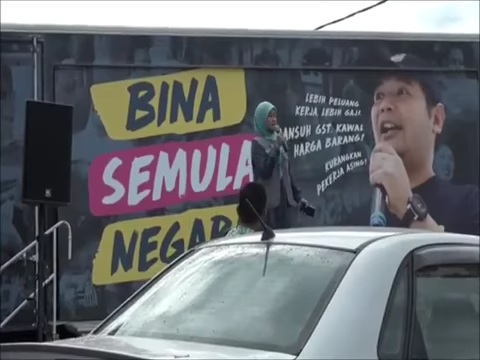 BINA
SEMULA
NEGARA
LEBIH PELUANG
KERJA, LEBIH GAJI.
MANSUH GST. KAWAL
HARGA BARANG!
KURANGKAN
PEKERJA ASING!